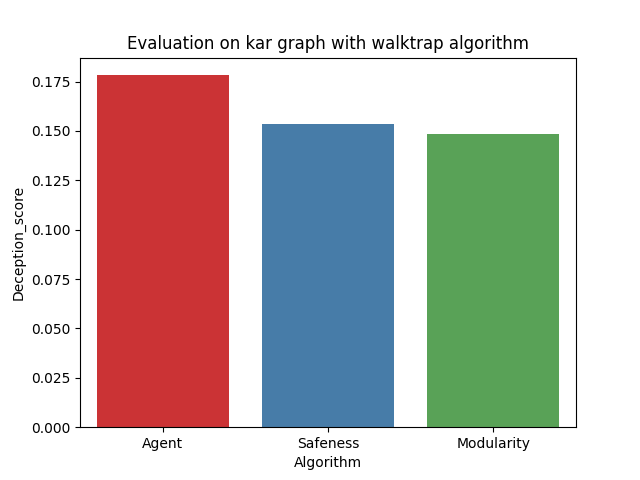 Evaluation on kar graph with walktrap algorithm
0.175
0.150
0.125
0.100
0.075
0.050
0.025
0.000
Deception_score
Agent Safeness Modularity
Algorithm